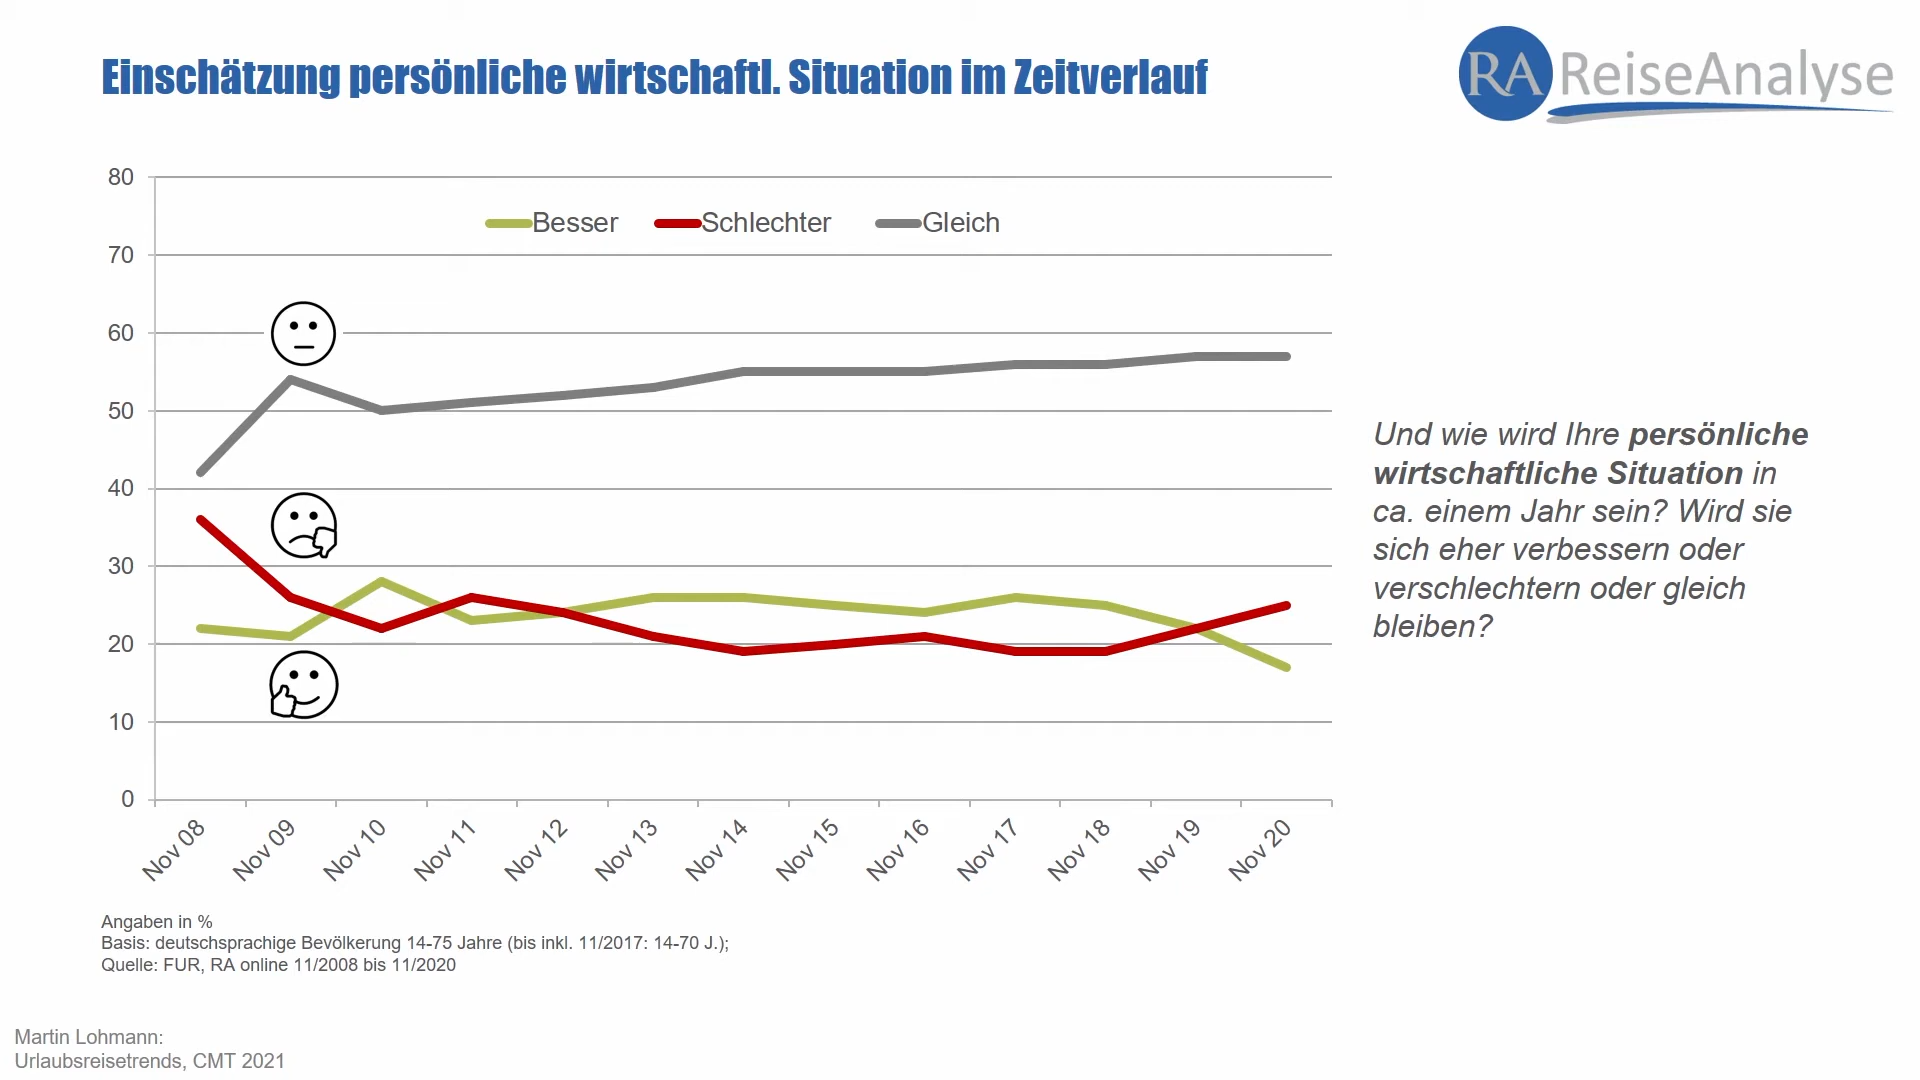 Einschätzung persönliche wirtschaftl. Situation im Zeitverlauf
RA ReiseAnalyse
80
70
60
50
40
30
20
10
0
Besser Schlechter Gleich
Nov 08 Nov 09 Nov 10 Nov 11 Nov 12 Nov 13 Nov 14 Nov 15 Nov 16 Nov 17 Nov 18 Nov 19 Nov 20
Und wie wird Ihre persönliche
wirtschaftliche Situation in
ca. einem Jahr sein? Wird sie
sich eher verbessern oder
verschlechtern oder gleich
bleiben?
Angaben in %
Basis: deutschsprachige Bevölkerung 14-75 Jahre (bis inkl. 11/2017: 14-70 J.);
Quelle: FUR, RA online 11/2008 bis 11/2020
Martin Lohmann:
Urlaubsreisetrends, CMT 2021